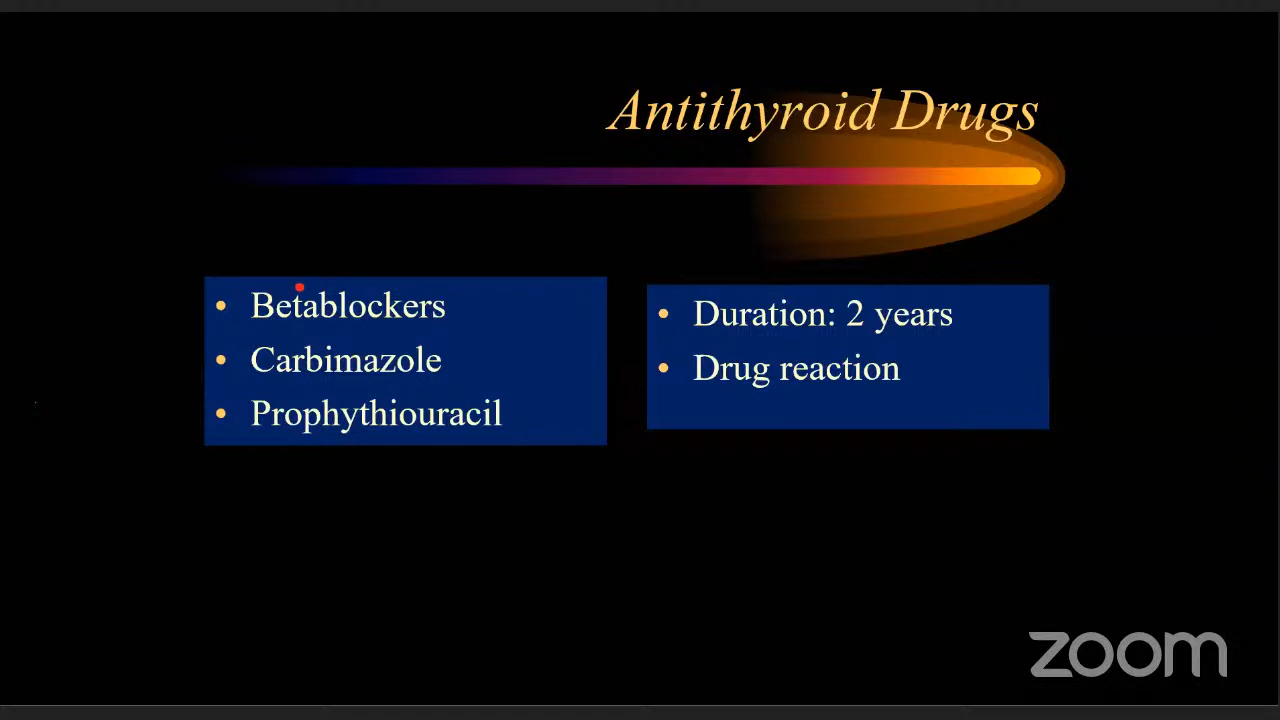 Antithyroid Drugs
• Betablockers
• Carbimazole
• Prophythiouracil
• Duration: 2 years
• Drug reaction
zoom